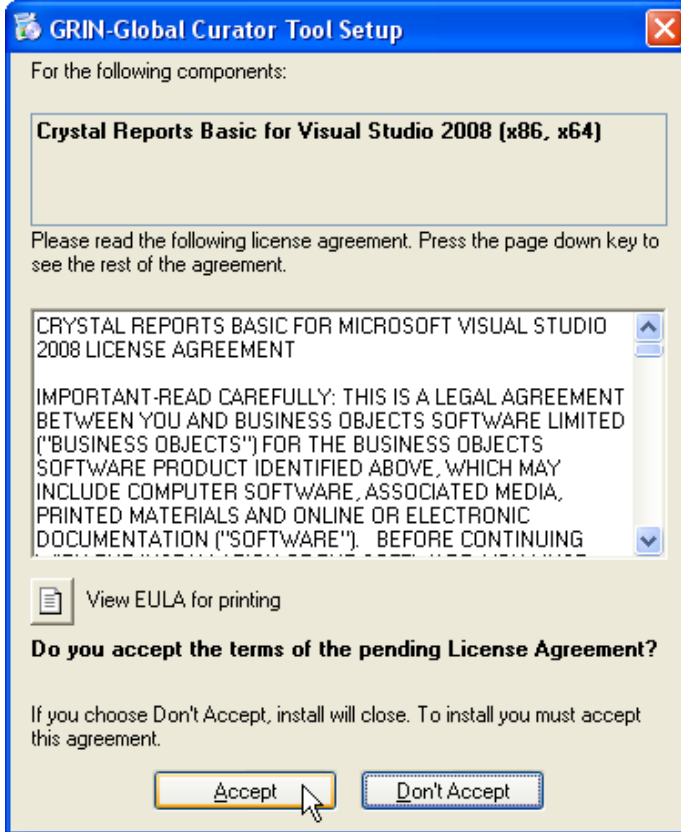 GRIN-Global Curator Tool Setup
For the following components:
Crystal Reports Basic for Visual Studio 2008 (x86, x64)
Please read the following license agreement. Press the page down key to
see the rest of the agreement.
CRYSTAL REPORTS BASIC FOR MICROSOFT VISUAL STUDIO
2008 LICENSE AGREEMENT
IMPORTANT-READ CAREFULLY: THIS IS A LEGAL AGREEMENT
BETWEEN YOU AND BUSINESS OBJECTS SOFTWARE LIMITED
("BUSINESS OBJECTS") FOR THE BUSINESS OBJECTS
SOFTWARE PRODUCT IDENTIFIED ABOVE, WHICH MAY
INCLUDE COMPUTER SOFTWARE, ASSOCIATED MEDIA,
PRINTED MATERIALS AND ONLINE OR ELECTRONIC
DOCUMENTATION ("SOFTWARE").   BEFORE CONTINUING
View EULA for printing
Do you accept the terms of the pending License Agreement?
If you choose Don't Accept, install will close. To install you must accept
this agreement.
Accept
Don't Accept